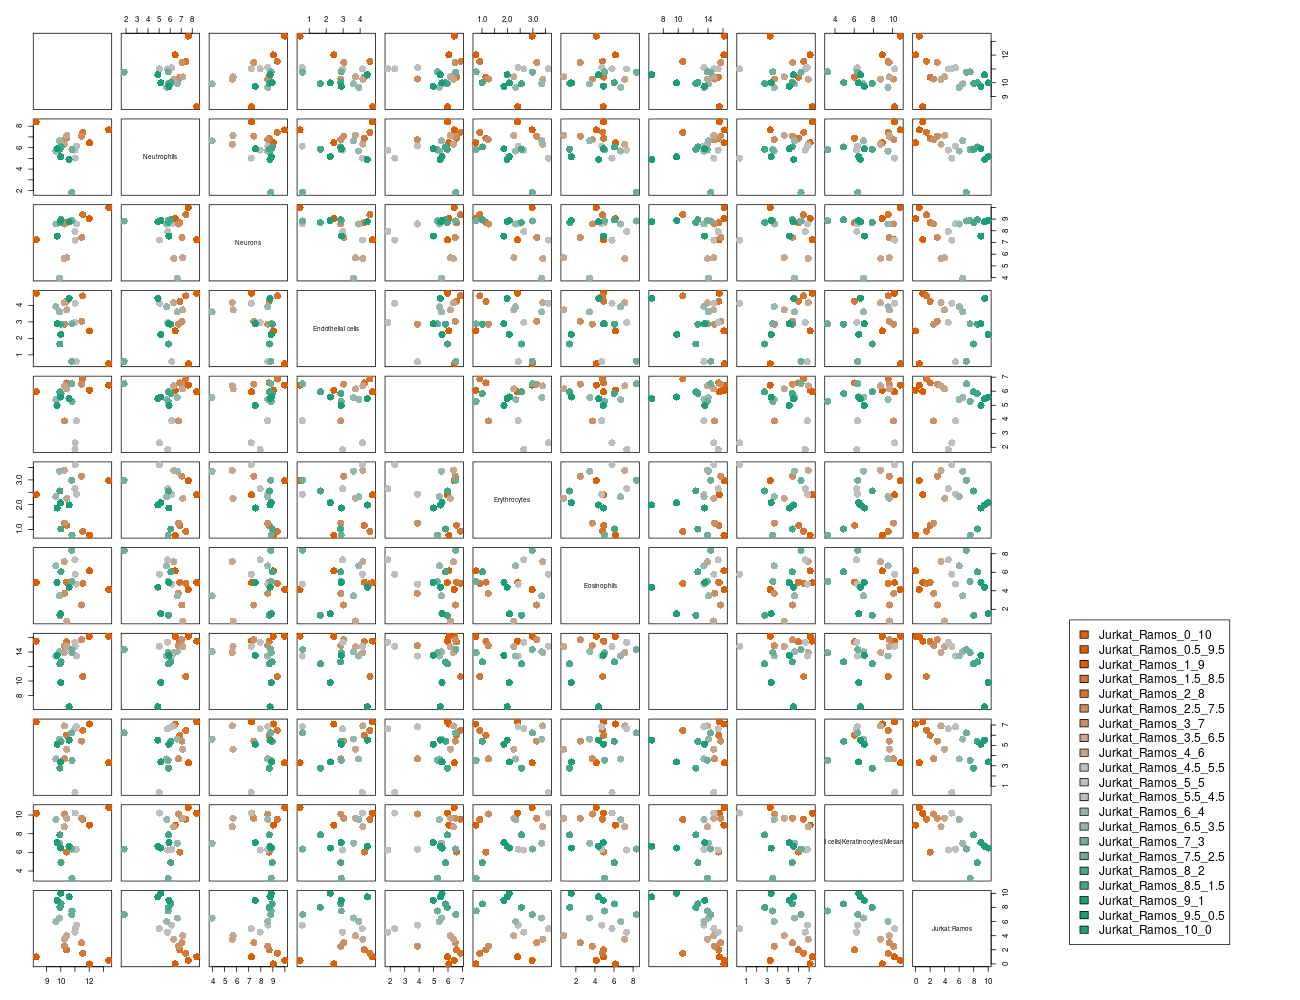 2 3 4 5 6 7 8 1 2 3 4 1.0 2.0 3.0 8 10 14 4 6 8 10
9 10 12
Neutrophils
2 4 6 8
Neurons
4 5 6 7 8 9
Endothelial cells
1 2 3 4
2 3 4 5 6 7
Erythrocytes
1.0 2.0 3.0
Eosinophils
2 4 6 8
8 10 14
1 3 5 7
l cells|Keratinocytes|Mesan
4 6 8 10
Jurkat:Ramos
0 2 4 6 8 10
9 10 12 4 5 6 7 8 9 2 3 4 5 6 7 2 4 6 8 1 3 5 7 0 2 4 6 8 10
Jurkat_Ramos_0_10
Jurkat_Ramos_0.5_9.5
Jurkat_Ramos_1_9
Jurkat_Ramos_1.5_8.5
Jurkat_Ramos_2_8
Jurkat_Ramos_2.5_7.5
Jurkat_Ramos_3_7
Jurkat_Ramos_3.5_6.5
Jurkat_Ramos_4_6
Jurkat_Ramos_4.5_5.5
Jurkat_Ramos_5_5
Jurkat_Ramos_5.5_4.5
Jurkat_Ramos_6_4
Jurkat_Ramos_6.5_3.5
Jurkat_Ramos_7_3
Jurkat_Ramos_7.5_2.5
Jurkat_Ramos_8_2
Jurkat_Ramos_8.5_1.5
Jurkat_Ramos_9_1
Jurkat_Ramos_9.5_0.5
Jurkat_Ramos_10_0